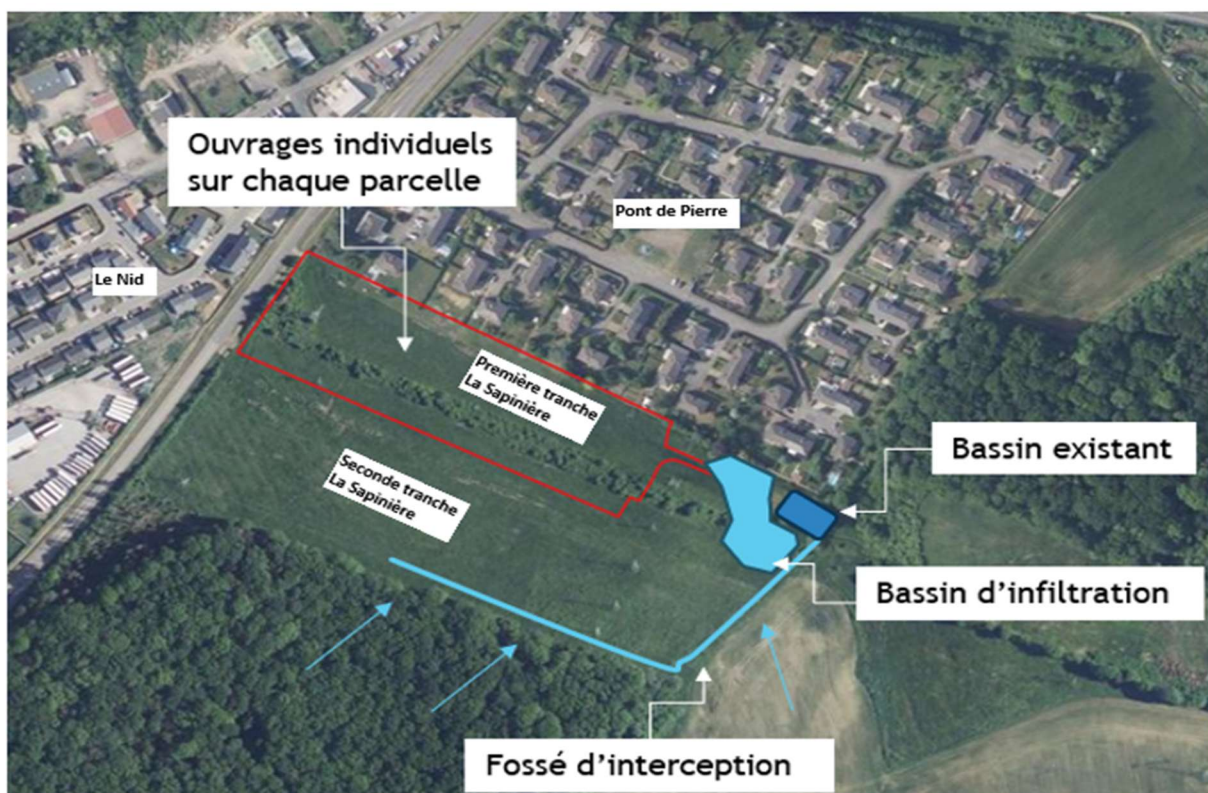 Ouvrages individuels
sur chaque parcelle
Pont de Pierre
Le Nid
Première tranche
La Sapinière
Seconde tranche
La Sapinière
Bassin existant
Bassin d'infiltration
Fossé d'interception